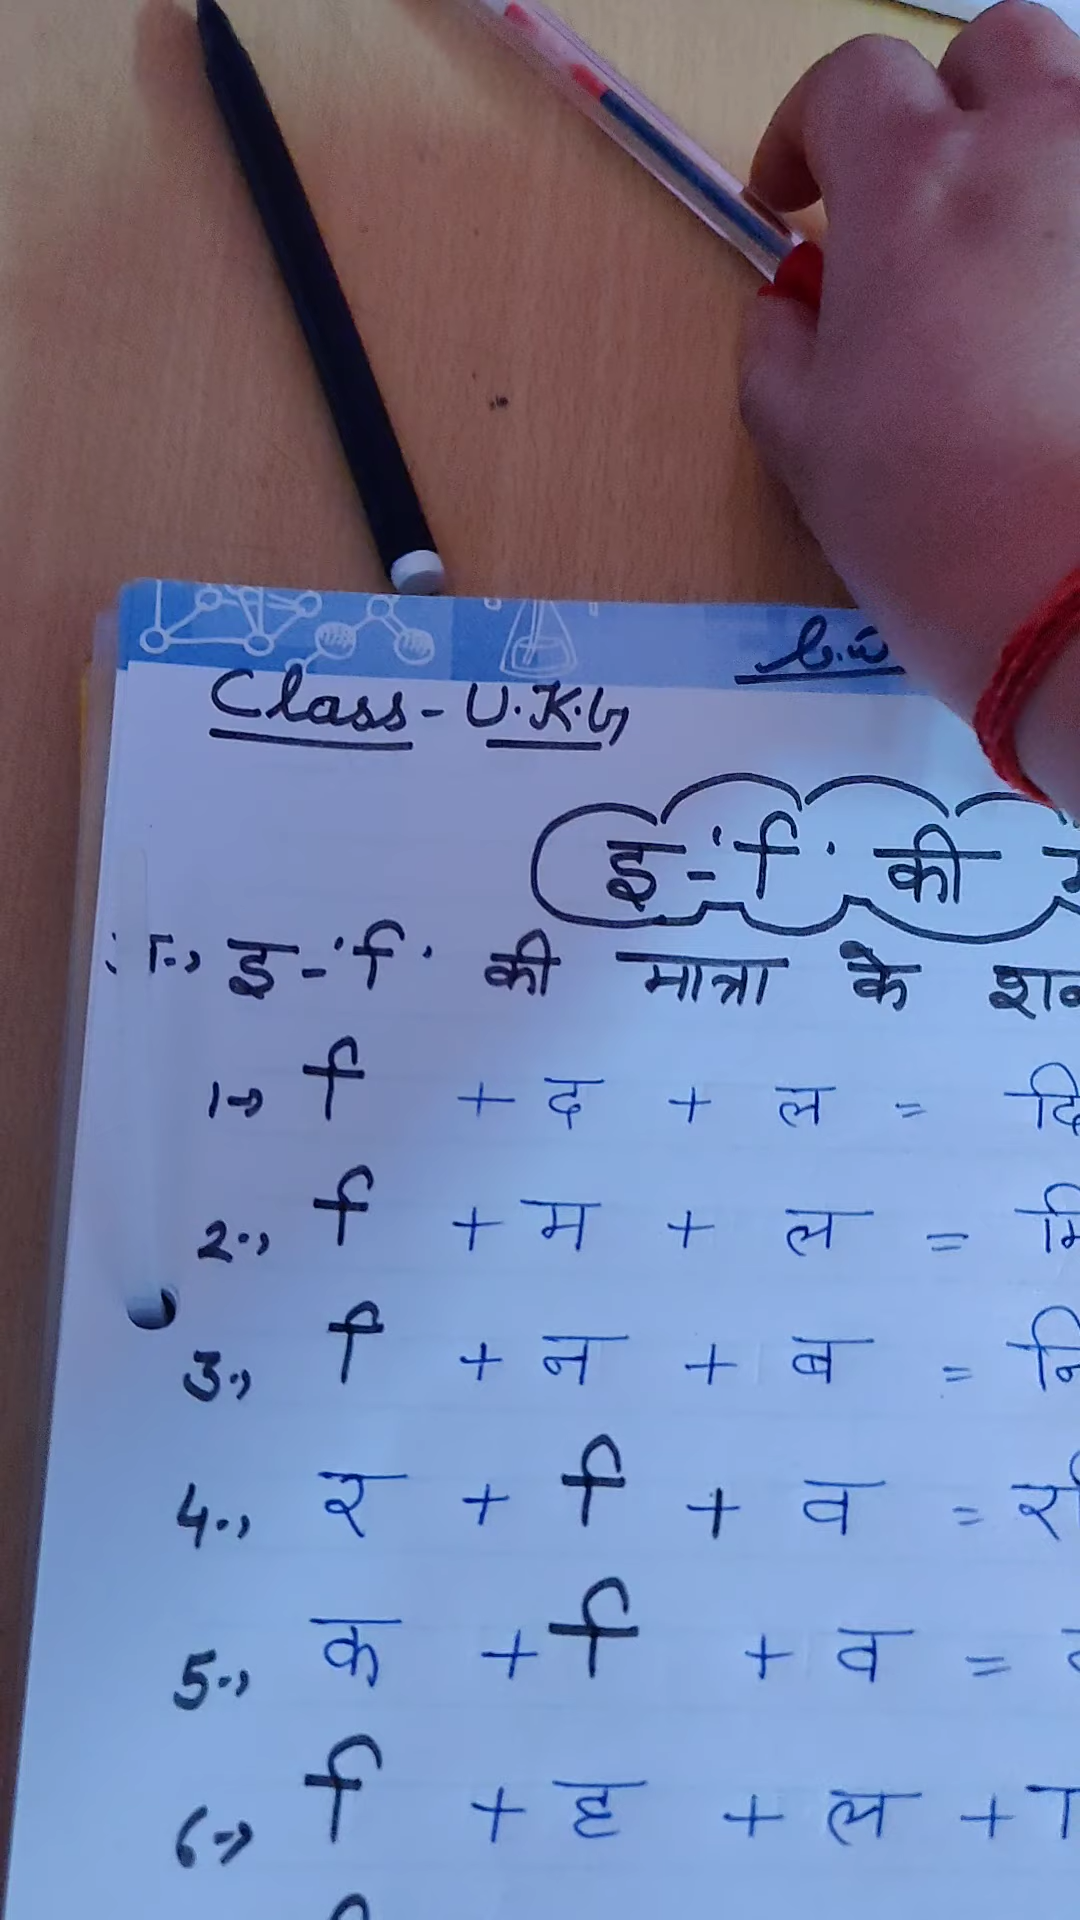 Class - U.K.G
इ - 'ि' की
इ - 'ि' की मात्रा के
1→ ि + द + ल = दि
2→ ि + म + ल = मि
3→ ि + न + ब = नि
4→ र + ि + व = र
5→ क + ि + व =
6→ ि + ह + ल + ा